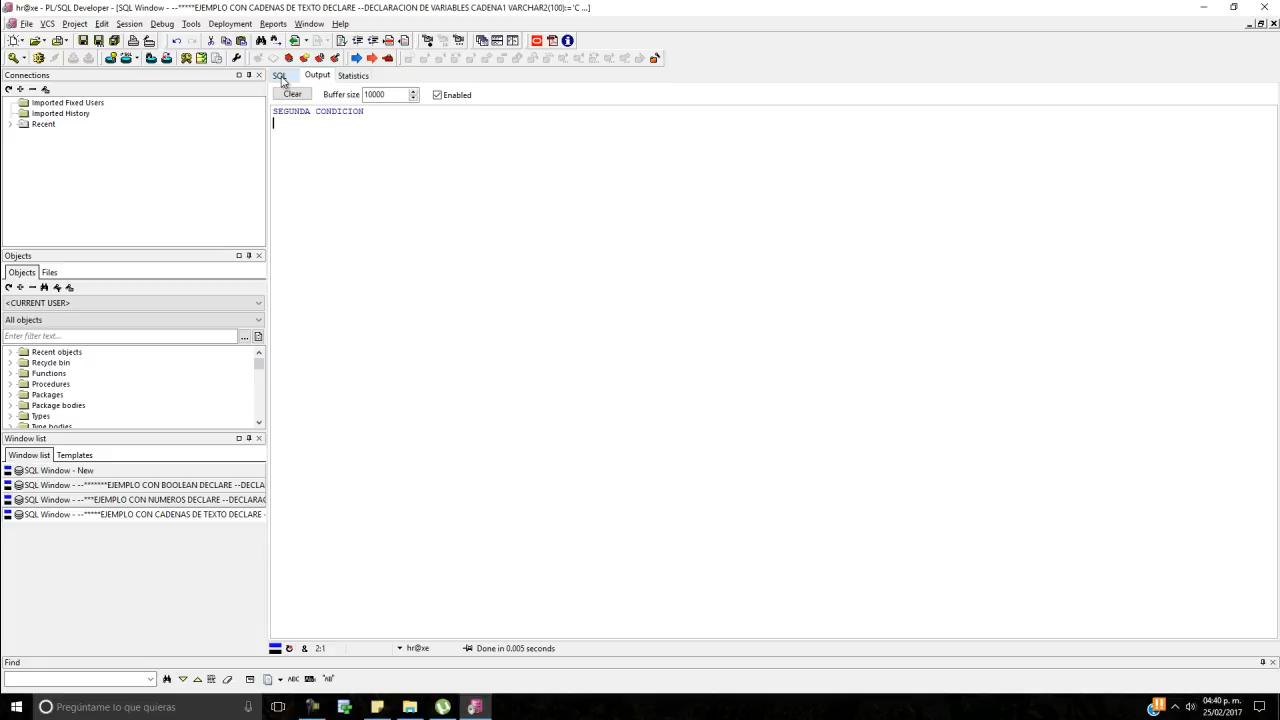 hr@xe - PL/SQL Developer - [SQL Window - --*****EJEMPLO CON CADENAS DE TEXTO DECLARE --DECLARACION DE VARIABLES CADENA1 VARCHAR2(100):= 'C ...]
File VCS Project Edit Session Debug Tools Deployment Reports Window Help
Connections
SQL Output Statistics
Clear Buffer size 10000 Enabled
Imported Fixed Users
Imported History
Recent
SEGUNDA CONDICION
Objects
Objects Files
<CURRENT USER>
All objects
Enter filter text...
Recent objects
Recycle bin
Functions
Procedures
Packages
Package bodies
Types
Type bodies
Window list
Window list Templates
SQL Window - New
SQL Window - --*******EJEMPLO CON BOOLEAN DECLARE --DECLA
SQL Window - --***EJEMPLO CON NUMEROS DECLARE --DECLARAC
SQL Window - --*****EJEMPLO CON CADENAS DE TEXTO DECLARE -
& 2:1 hr@xe Done in 0.005 seconds
Find
ABC "AB"
Pregúntame lo que quieras
04:40 p. m.
25/02/2017